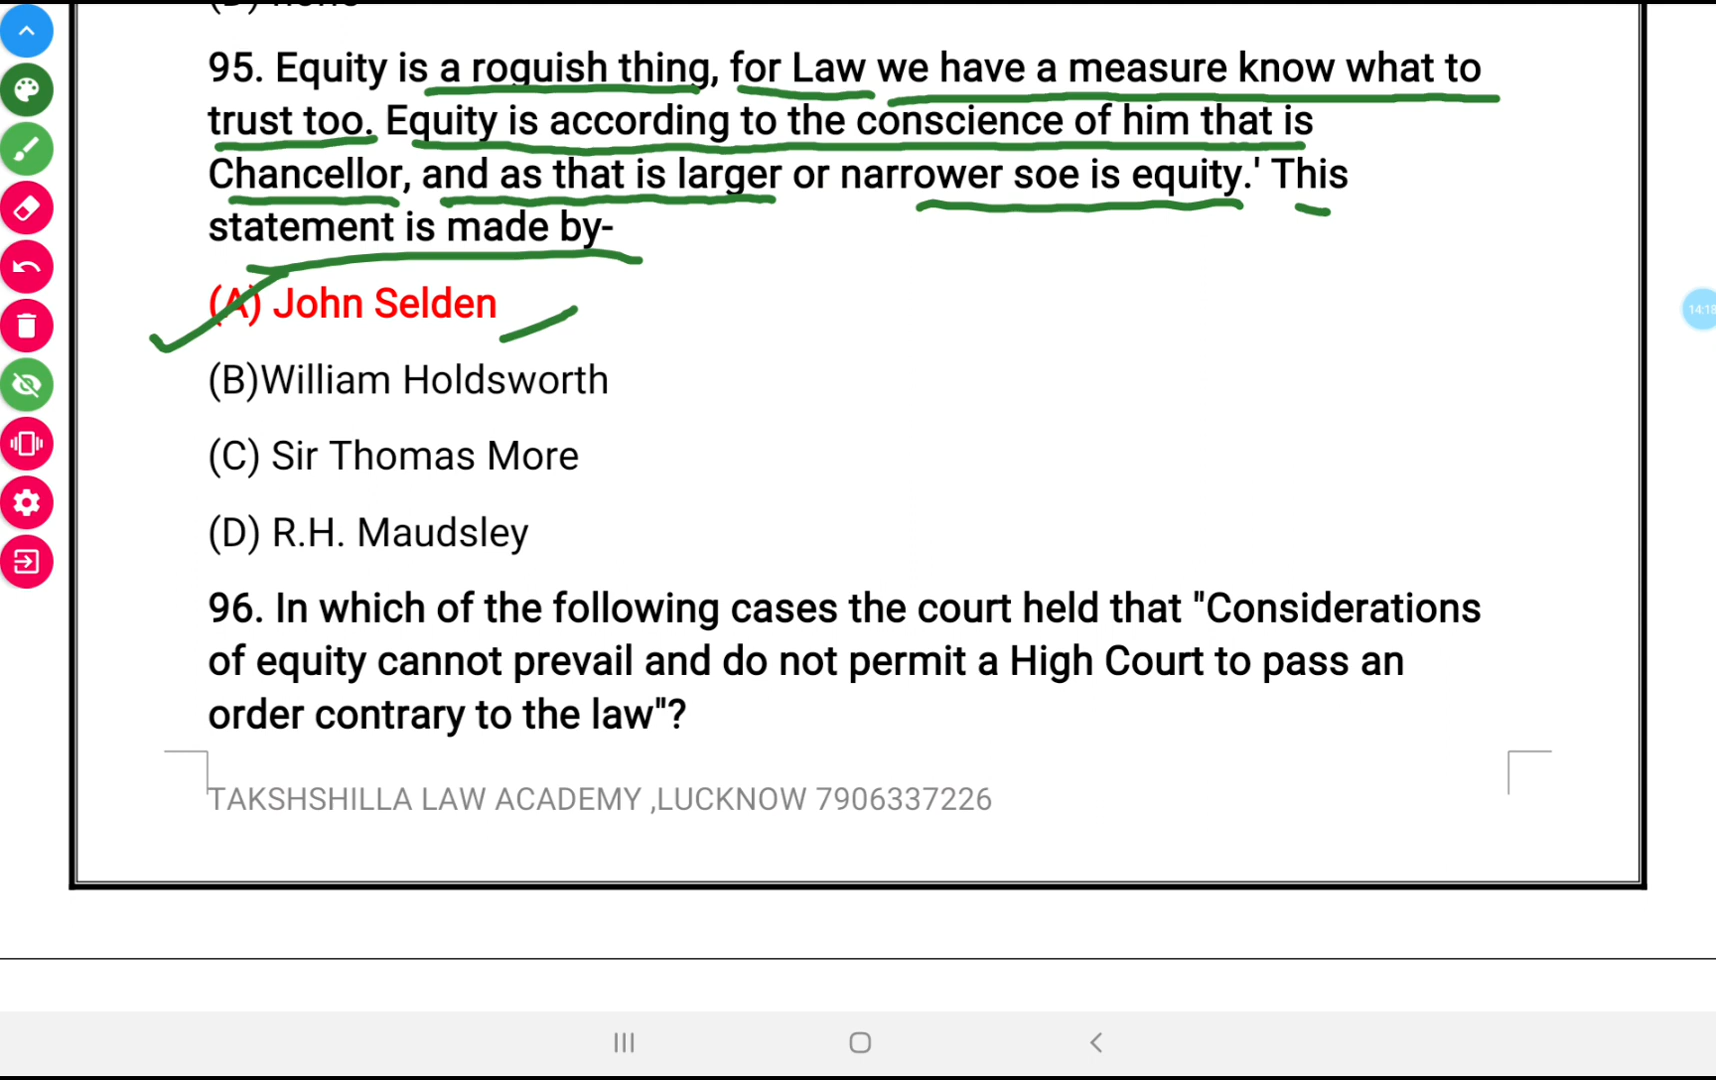 95. Equity is a roguish thing, for Law we have a measure know what to
trust too. Equity is according to the conscience of him that is
Chancellor, and as that is larger or narrower soe is equity.' This
statement is made by-
(A) John Selden
14:18
(B)William Holdsworth
(C) Sir Thomas More
(D) R.H. Maudsley
96. In which of the following cases the court held that "Considerations
of equity cannot prevail and do not permit a High Court to pass an
order contrary to the law"?
TAKSHSHILLA LAW ACADEMY ,LUCKNOW 7906337226